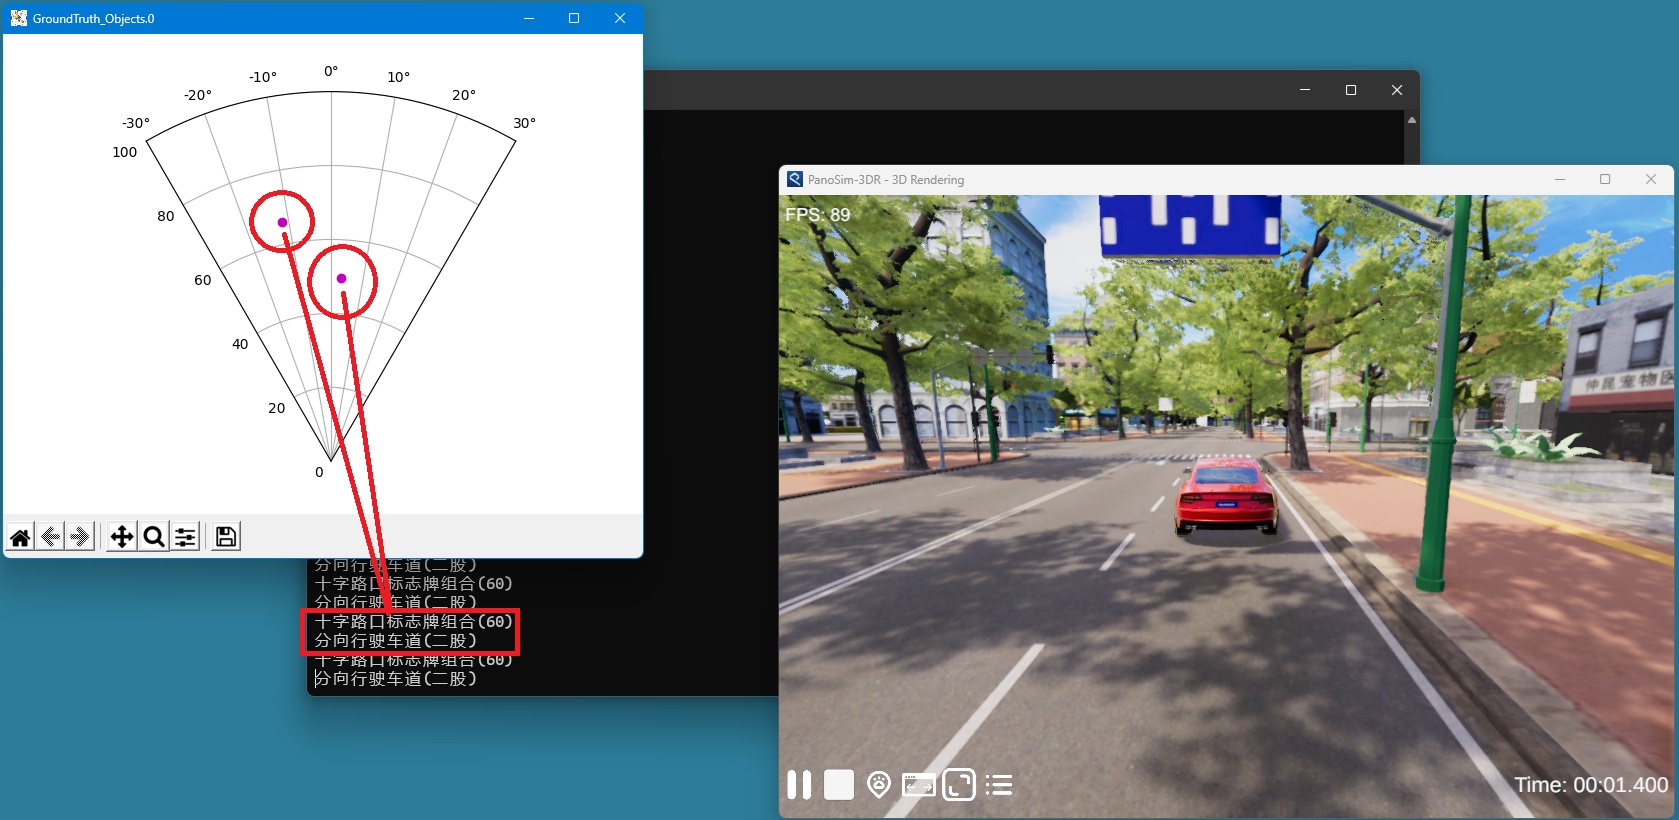 GroundTruth_Objects.0
0°
-10°
10°
-20°
20°
-30°
30°
100
80
60
40
20
0
分向行驶车道(二股)
十字路口标志牌组合(60)
分向行驶车道(二股)
十字路口标志牌组合(60)
分向行驶车道(二股)
十字路口标志牌组合(60)
分向行驶车道(二股)
PanoSim-3DR - 3D Rendering
FPS: 89
仲昆宠物医
Time: 00:01.400